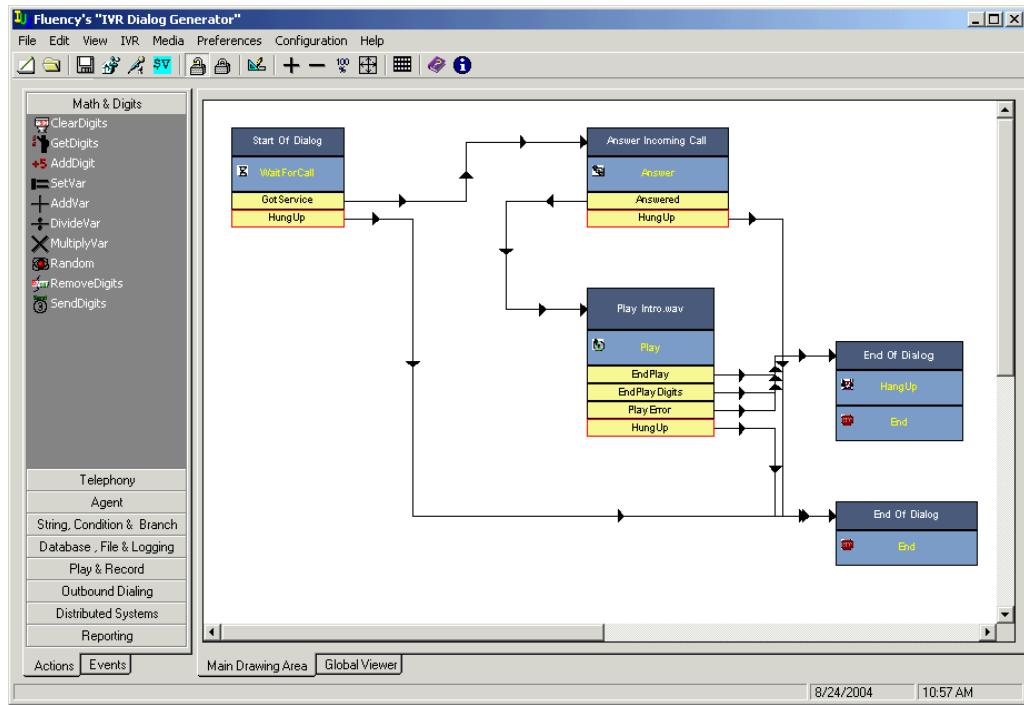 Fluency's "IVR Dialog Generator"
File Edit View IVR Media Preferences Configuration Help
100 %
Math & Digits
ClearDigits
GetDigits
+5 AddDigit
SetVar
AddVar
DivideVar
MultiplyVar
Random
RemoveDigits
SendDigits
Telephony
Agent
String, Condition & Branch
Database , File & Logging
Play & Record
Outbound Dialing
Distributed Systems
Reporting
Actions Events
Start Of Dialog
WaitForCall
GotService
HungUp
Answer Incoming Call
Answer
Answered
HungUp
Play Intro.wav
Play
EndPlay
EndPlayDigits
PlayError
HungUp
End Of Dialog
HangUp
End
End Of Dialog
End
Main Drawing Area Global Viewer
8/24/2004 10:57 AM